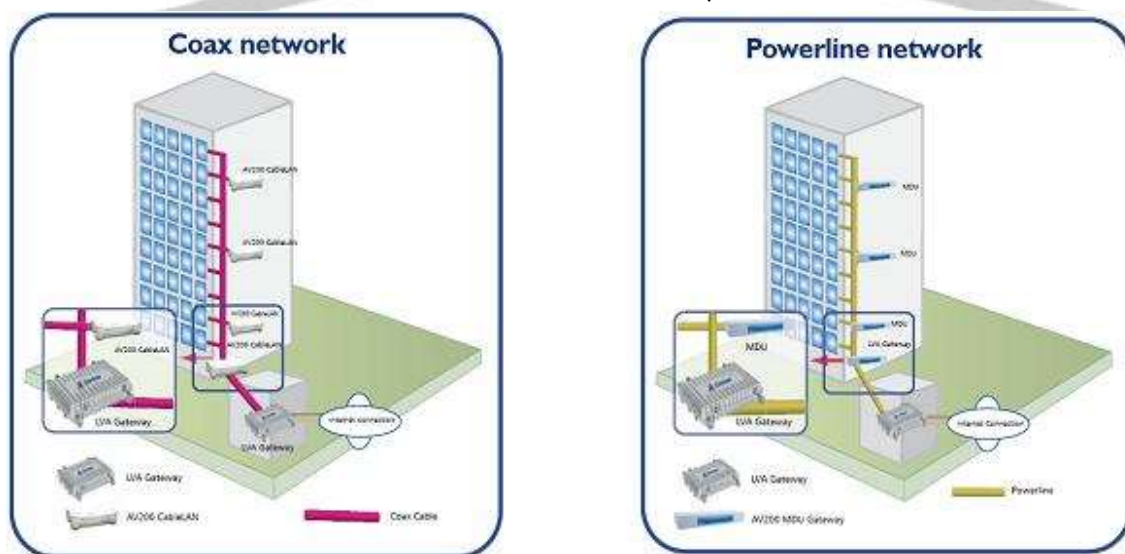 Coax network
AV200 CableLAN
AV200 CableLAN
AV200 CableLAN
AV200 CableLAN
AV200 CableLAN
LVA Gateway
Internet connection
LVA Gateway
LVA Gateway
AV200 CableLAN
Coax Cable
Powerline network
MDU
MDU
MDU
LVA Gateway
MDU
LVA Gateway
Internet Connection
LVA Gateway
Powerline
AV200 MDU Gateway